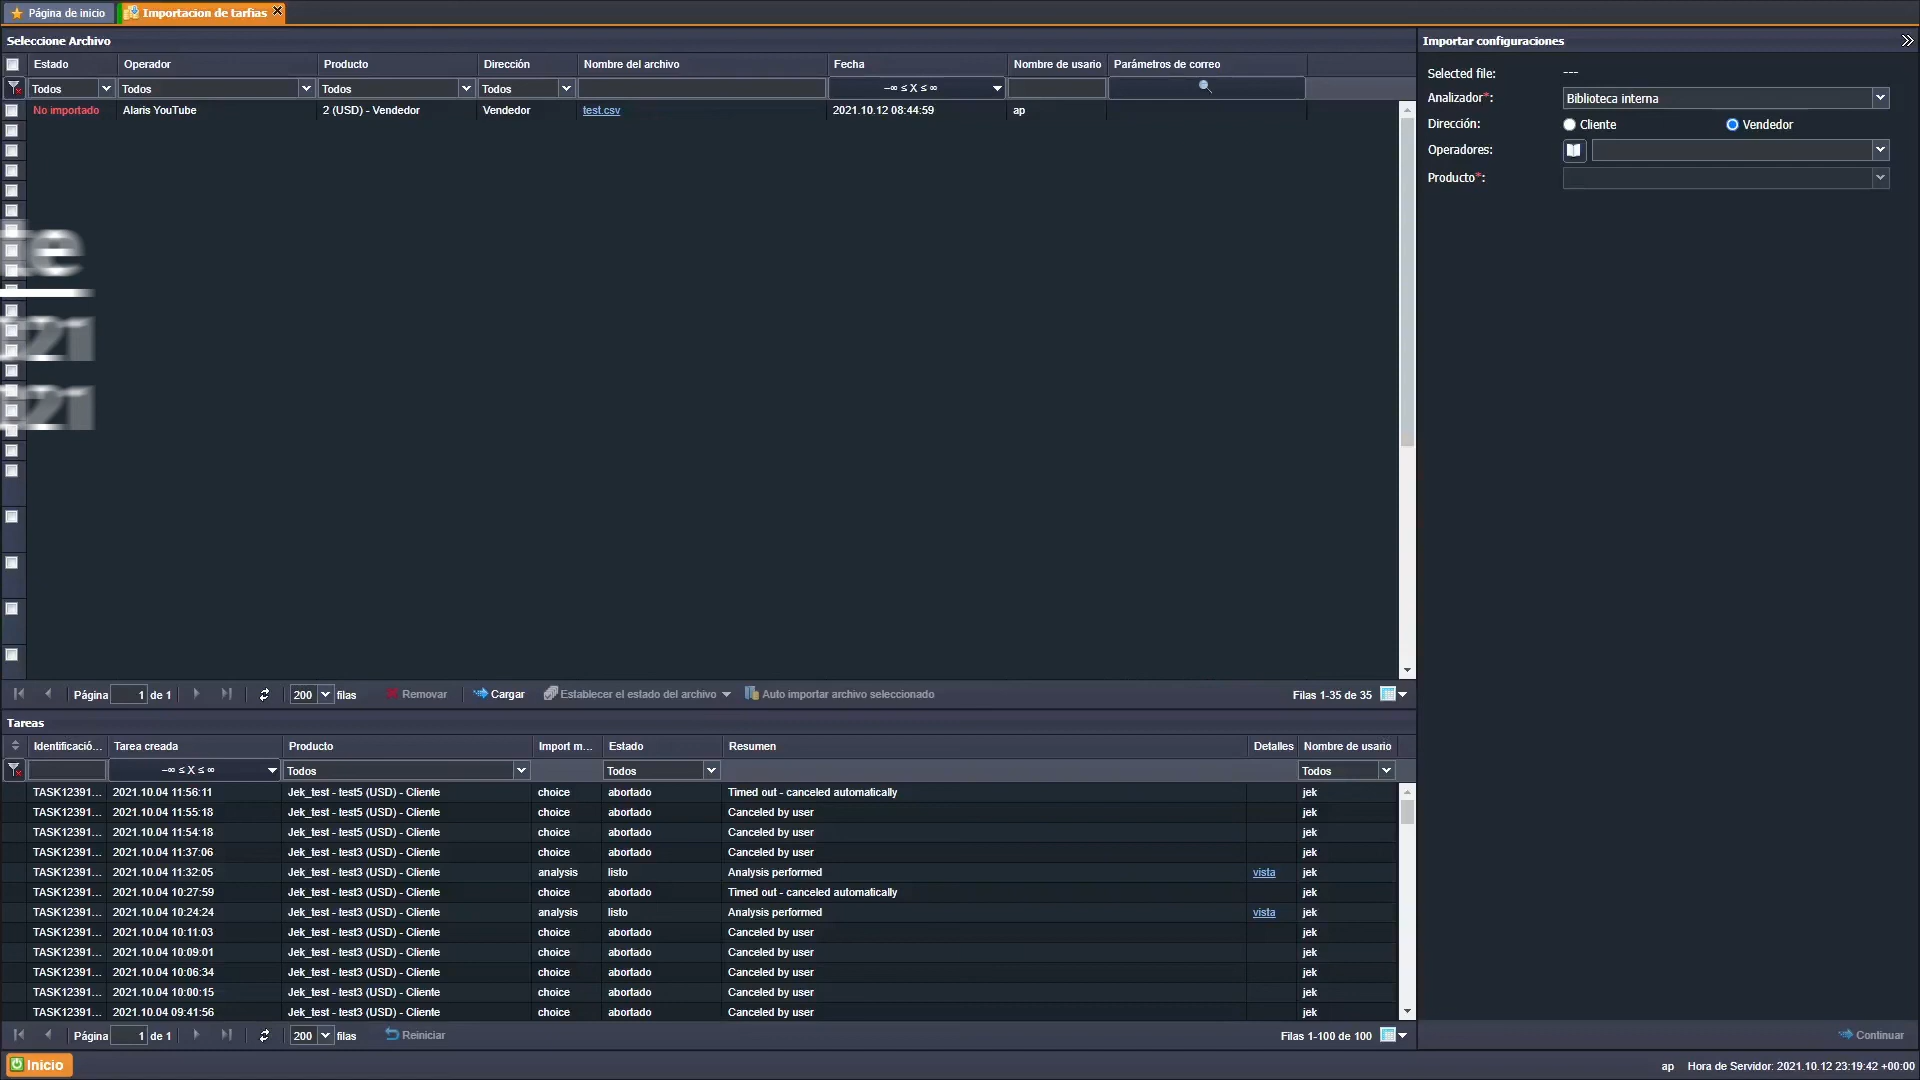 Página de inicio Importacion de tarfias
Seleccione Archivo
Estado Operador Producto Dirección Nombre del archivo Fecha Nombre de usario Parámetros de correo
Todos Todos Todos Todos -∞ ≤ X ≤ ∞
No importado Alaris YouTube 2 (USD) - Vendedor Vendedor test.csv 2021.10.12 08:44:59 ap
Página 1 de 1 200 filas Remover Cargar Establecer el estado del archivo Auto importar archivo seleccionado Filas 1-35 de 35
Tareas
Identificació... Tarea creada Producto Import m... Estado Resumen Detalles Nombre de usario
-∞ ≤ X ≤ ∞ Todos Todos Todos
TASK12391... 2021.10.04 11:56:11 Jek_test - test5 (USD) - Cliente choice abortado Timed out - canceled automatically jek
TASK12391... 2021.10.04 11:55:18 Jek_test - test5 (USD) - Cliente choice abortado Canceled by user jek
TASK12391... 2021.10.04 11:54:18 Jek_test - test5 (USD) - Cliente choice abortado Canceled by user jek
TASK12391... 2021.10.04 11:37:06 Jek_test - test3 (USD) - Cliente choice abortado Canceled by user jek
TASK12391... 2021.10.04 11:32:05 Jek_test - test3 (USD) - Cliente analysis listo Analysis performed vista jek
TASK12391... 2021.10.04 10:27:59 Jek_test - test3 (USD) - Cliente choice abortado Timed out - canceled automatically jek
TASK12391... 2021.10.04 10:24:24 Jek_test - test3 (USD) - Cliente analysis listo Analysis performed vista jek
TASK12391... 2021.10.04 10:11:03 Jek_test - test3 (USD) - Cliente choice abortado Canceled by user jek
TASK12391... 2021.10.04 10:09:01 Jek_test - test3 (USD) - Cliente choice abortado Canceled by user jek
TASK12391... 2021.10.04 10:06:34 Jek_test - test3 (USD) - Cliente choice abortado Canceled by user jek
TASK12391... 2021.10.04 10:00:15 Jek_test - test3 (USD) - Cliente choice abortado Canceled by user jek
TASK12391... 2021.10.04 09:41:56 Jek_test - test3 (USD) - Cliente choice abortado Canceled by user jek
Página 1 de 1 200 filas Reiniciar Filas 1-100 de 100
Importar configuraciones
Selected file: ---
Analizador*: Biblioteca interna
Dirección: Cliente Vendedor
Operadores:
Producto*:
Continuar
Inicio ap Hora de Servidor: 2021.10.12 23:19:42 +00:00